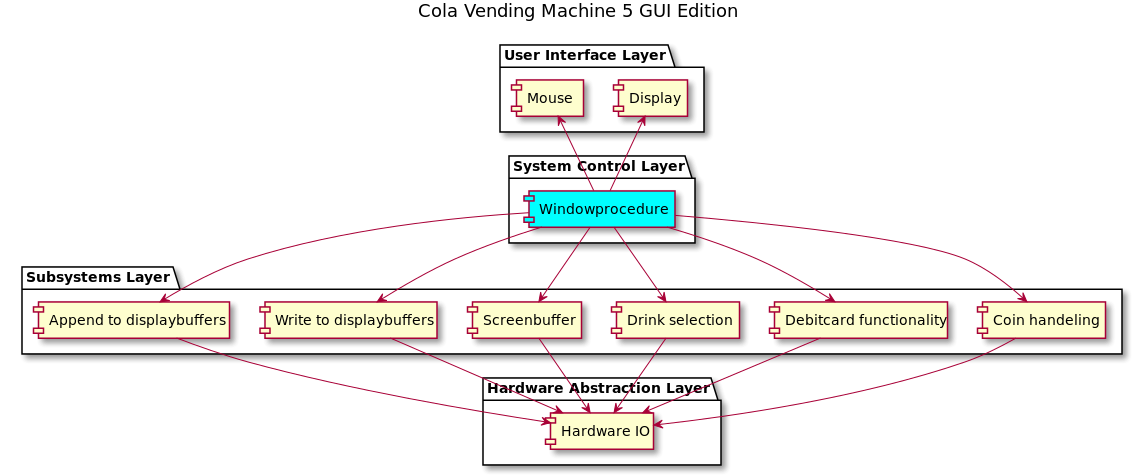 Cola Vending Machine 5 GUI Edition
User Interface Layer
Mouse
Display
System Control Layer
Windowprocedure
Subsystems Layer
Append to displaybuffers
Write to displaybuffers
Screenbuffer
Drink selection
Debitcard functionality
Coin handeling
Hardware Abstraction Layer
Hardware IO